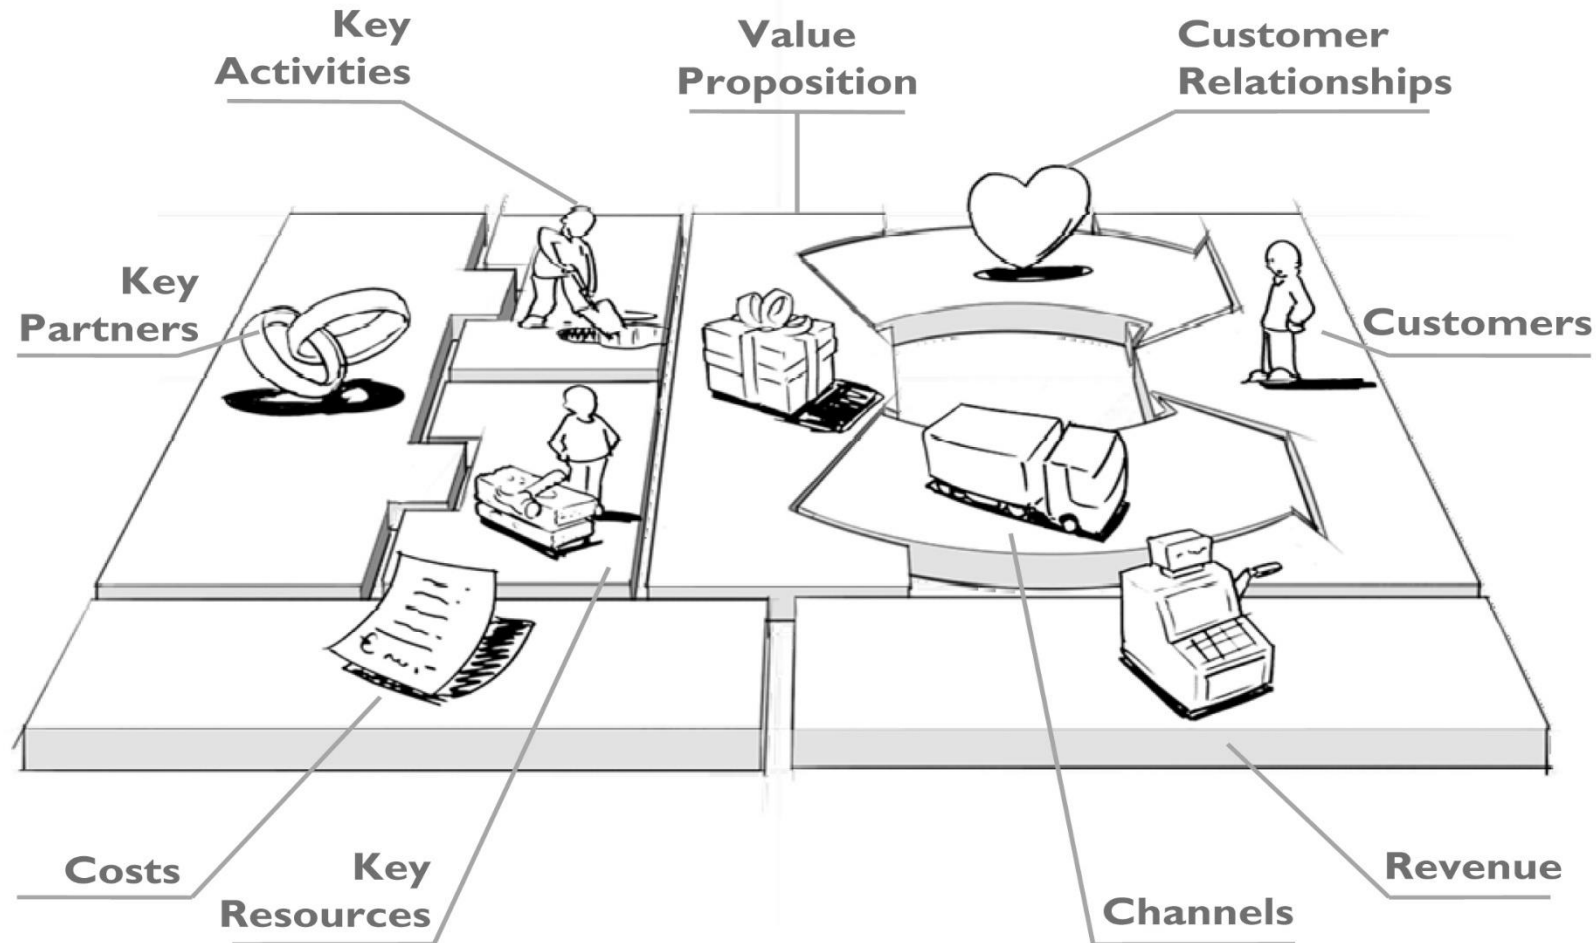 Key
Activities
Value
Proposition
Customer
Relationships
Key
Partners
Customers
Costs
Key
Resources
Channels
Revenue